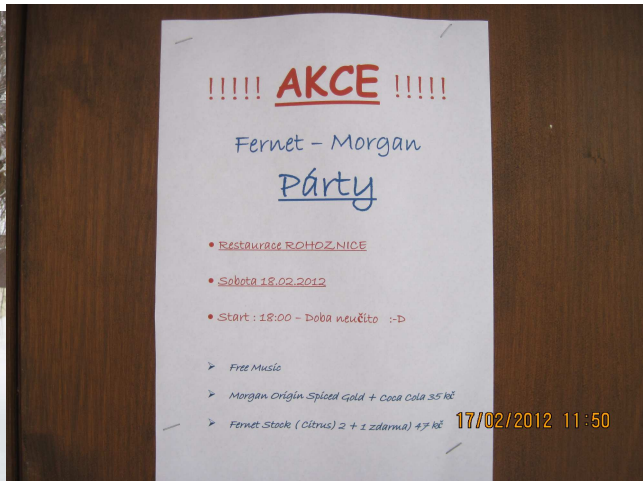 !!!!! AKCE !!!!!
Fernet – Morgan
Párty
• Restaurace ROHOZNICE
• Sobota 18.02.2012
• Start : 18:00 – Doba neučito :-D
➢ Free Music
➢ Morgan Origin Spiced Gold + Coca Cola 35 kč
➢ Fernet Stock ( Citrus) 2 + 1 zdarma) 47 kč
17/02/2012 11:50